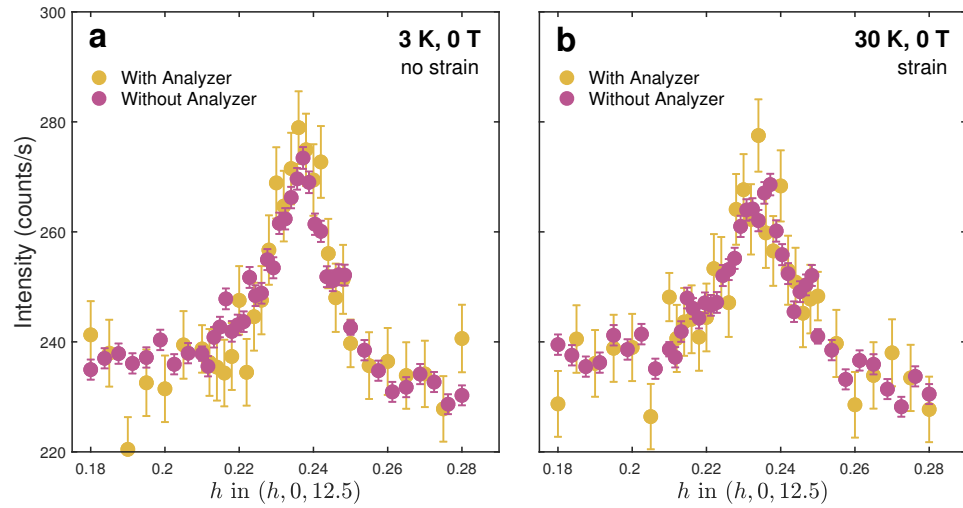 a
3 K, 0 T
no strain
With Analyzer
Without Analyzer
b
30 K, 0 T
strain
With Analyzer
Without Analyzer
Intensity (counts/s)
300
280
260
240
220
0.18
0.2
0.22
0.24
0.26
0.28
h in (h, 0, 12.5)
0.18
0.2
0.22
0.24
0.26
0.28
h in (h, 0, 12.5)